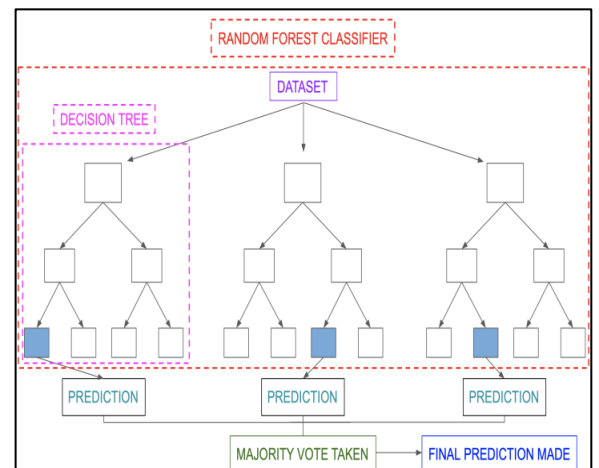 RANDOM FOREST CLASSIFIER
DATASET
DECISION TREE
PREDICTION
PREDICTION
PREDICTION
MAJORITY VOTE TAKEN
FINAL PREDICTION MADE